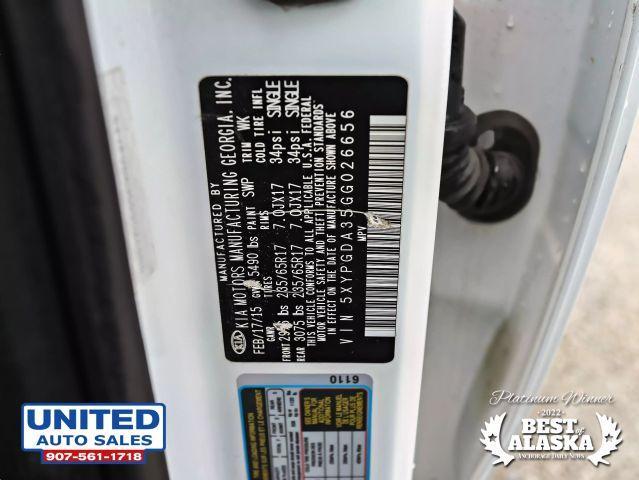 MANUFACTURED BY
KIA MOTORS MANUFACTURING GEORGIA, INC.
FEB/17/15 GVWR 5490 lbs PAINT SWP TRIM WK
GAWR TIRES RIMS COLD TIRE INFL
FRONT lbs 235/65R17 7.0JX17 34psi SINGLE
REAR 3075 lbs 235/65R17 7.0JX17 34psi SINGLE
THIS VEHICLE CONFORMS TO ALL APPLICABLE U.S.A. FEDERAL
MOTOR VEHICLE SAFETY AND THEFT PREVENTION STANDARDS
IN EFFECT ON THE DATE OF MANUFACTURE SHOWN ABOVE
VIN 5XYPGDA35GG026656
MPV
KIA
6110
UNITED
AUTO SALES
907-561-1718
Platinum Winner
2022
BEST of
ALASKA
ANCHORAGE DAILY NEWS